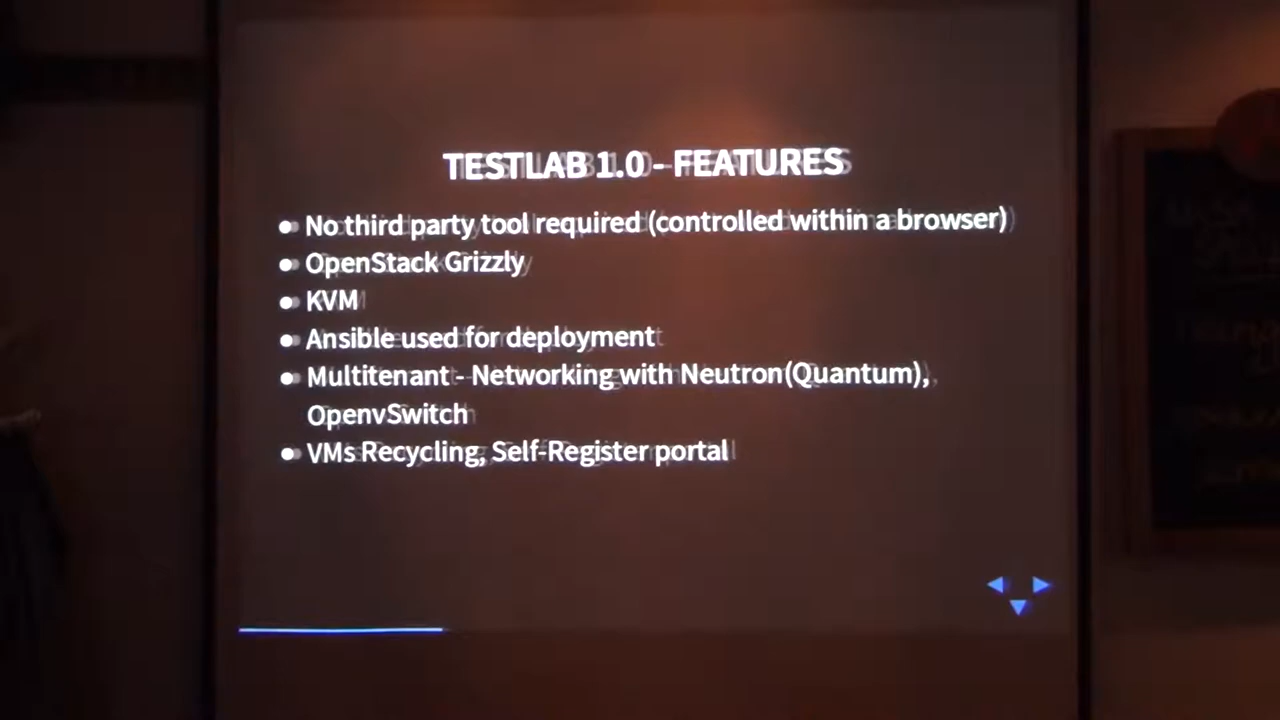 TESTLAB 1.0 - FEATURES
No third party tool required (controlled within a browser)
OpenStack Grizzly
KVM
Ansible used for deployment
Multitenant - Networking with Neutron(Quantum),
OpenvSwitch
VMs Recycling, Self-Register portal